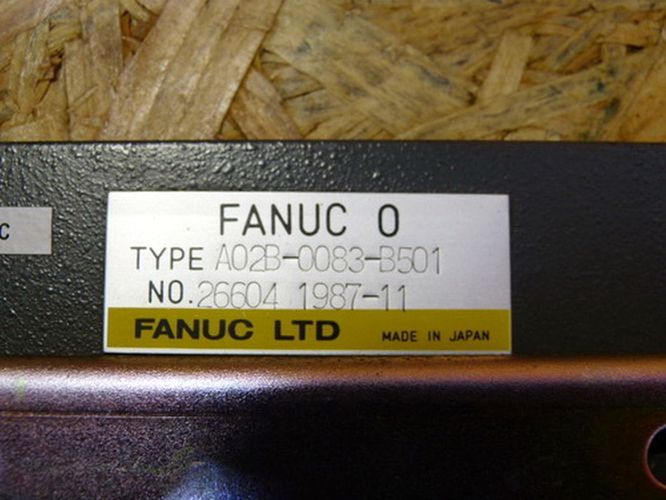 FANUC 0
TYPE A02B-0083-B501
NO. 26604 1987-11
FANUC LTD MADE IN JAPAN
C